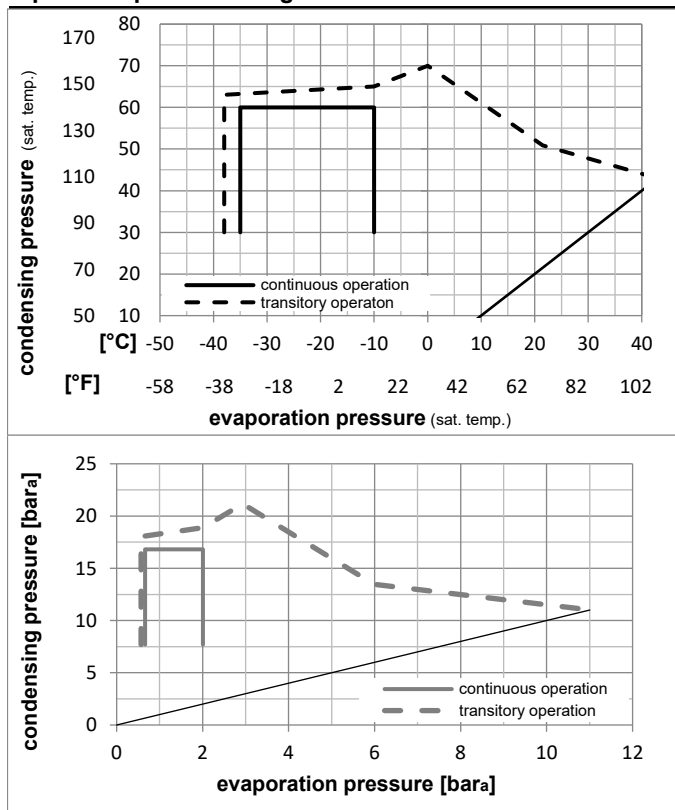 170
150
130
110
90
70
50
condensing pressure (sat. temp.)
80
70
60
50
40
30
20
10
continuous operation
transitory operaton
[°C] -50 -40 -30 -20 -10 0 10 20 30 40
[°F] -58 -38 -18 2 22 42 62 82 102
evaporation pressure (sat. temp.)
condensing pressure [bara]
25
20
15
10
5
0
continuous operation
transitory operation
0 2 4 6 8 10 12
evaporation pressure [bara]